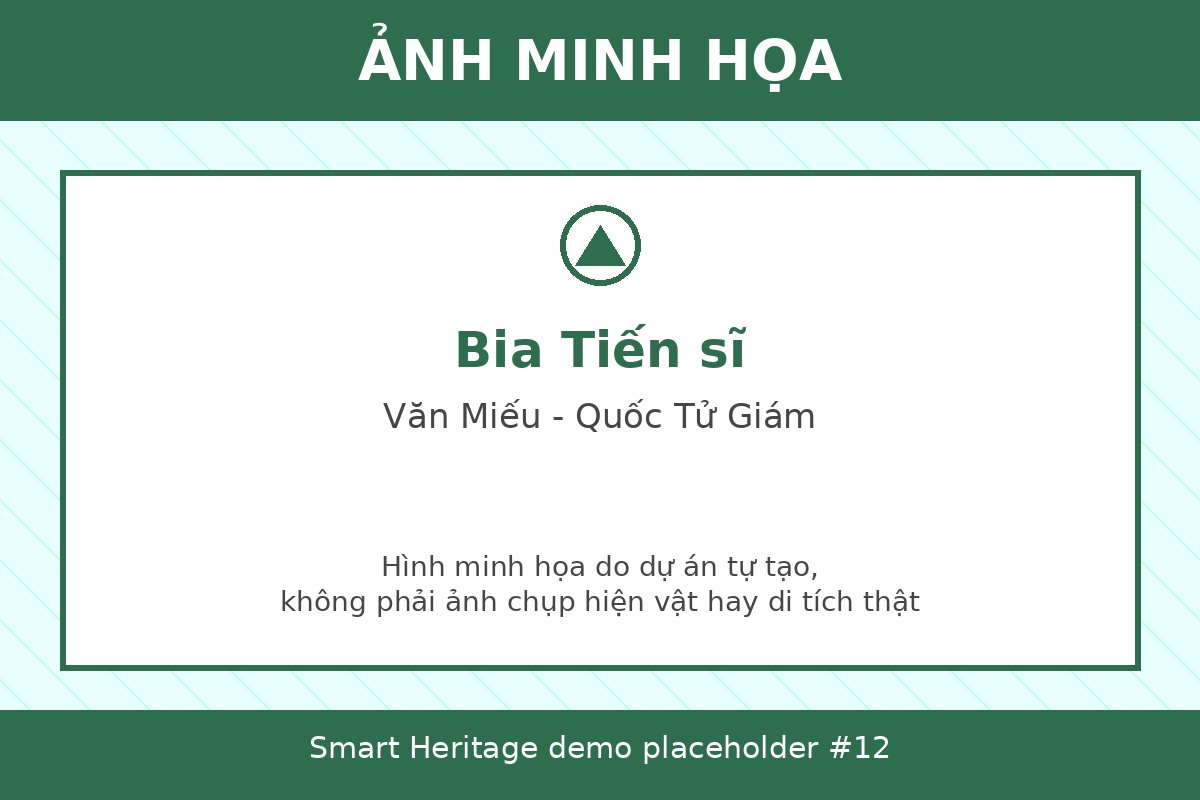 ẢNH MINH HỌA
Bia Tiến sĩ
Văn Miếu - Quốc Tử Giám
Hình minh họa do dự án tự tạo,
không phải ảnh chụp hiện vật hay di tích thật
Smart Heritage demo placeholder #12